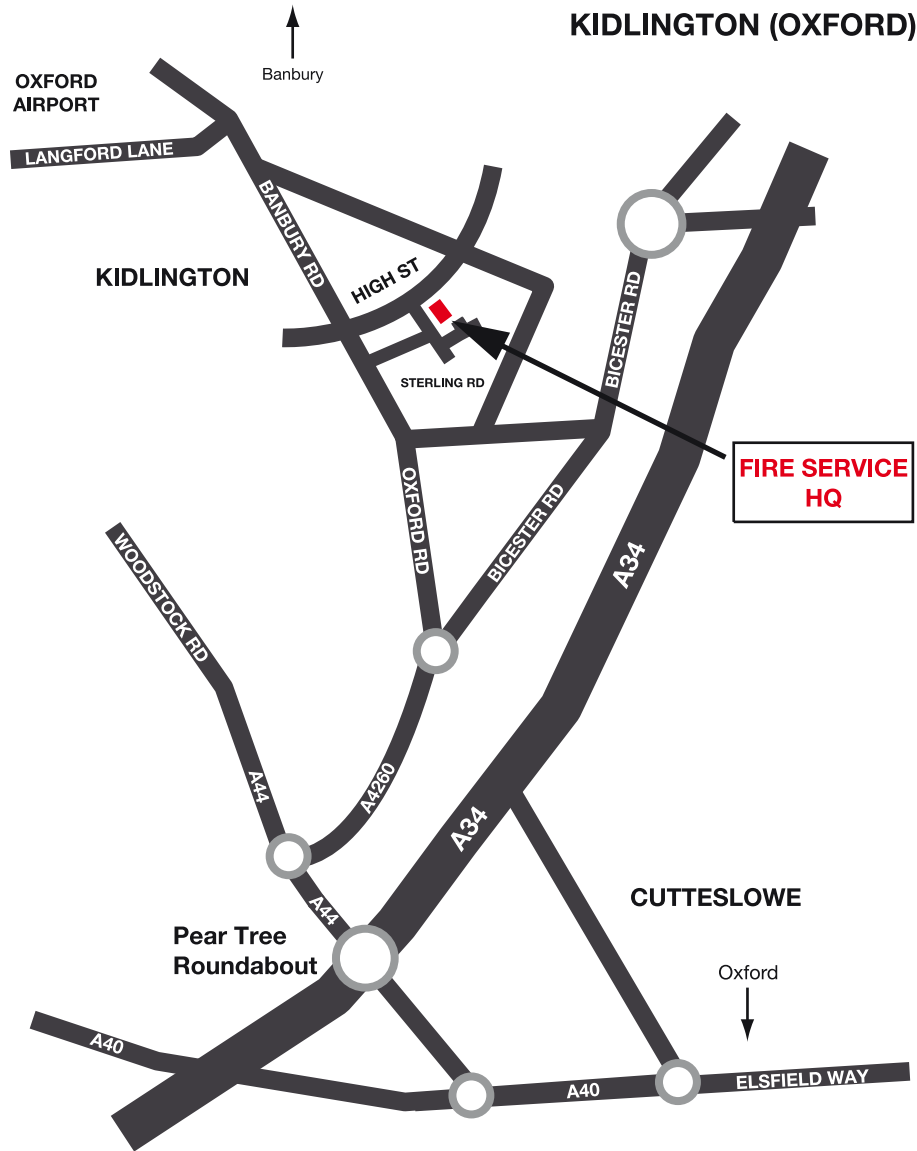 KIDLINGTON (OXFORD)
Banbury
OXFORD
AIRPORT
LANGFORD LANE
BANBURY RD
KIDLINGTON
HIGH ST
BICESTER RD
STERLING RD
FIRE SERVICE
HQ
OXFORD RD
BICESTER RD
A34
WOODSTOCK RD
A44
A4260
A34
A44
CUTTESLOWE
Pear Tree
Roundabout
Oxford
A40
A40
ELSFIELD WAY